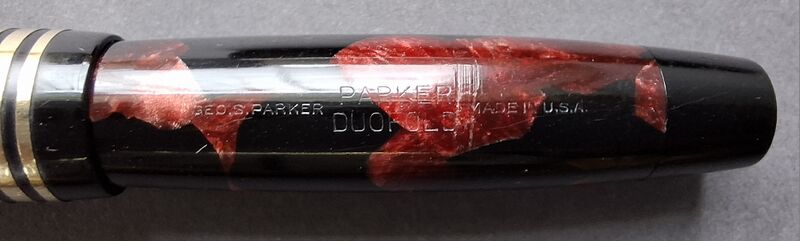 PARKER
GEO.S.PARKER MADE IN U.S.A.
DUOFOLD